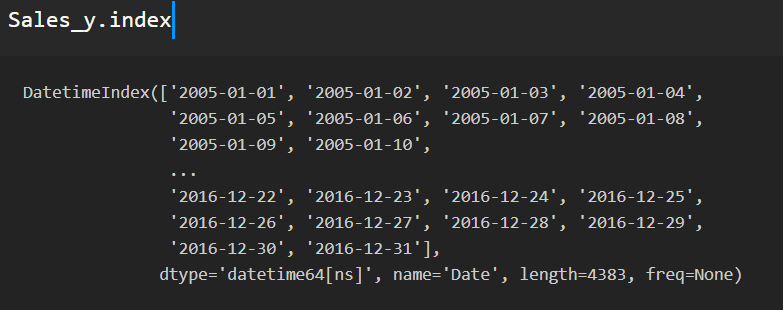 Sales_y.index
DatetimeIndex(['2005-01-01', '2005-01-02', '2005-01-03', '2005-01-04',
'2005-01-05', '2005-01-06', '2005-01-07', '2005-01-08',
'2005-01-09', '2005-01-10',
...
'2016-12-22', '2016-12-23', '2016-12-24', '2016-12-25',
'2016-12-26', '2016-12-27', '2016-12-28', '2016-12-29',
'2016-12-30', '2016-12-31'],
dtype='datetime64[ns]', name='Date', length=4383, freq=None)